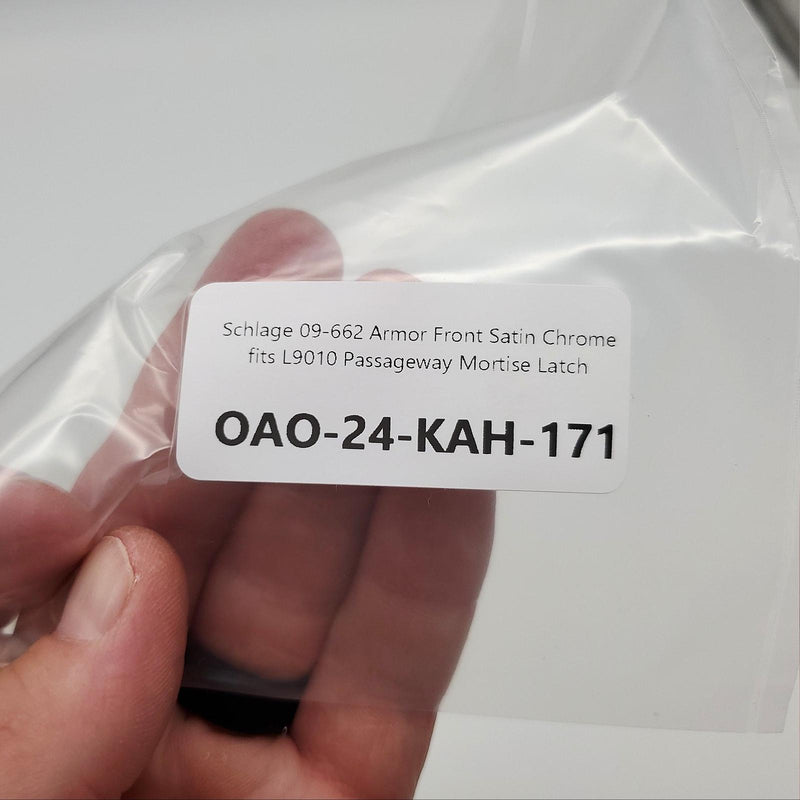 Schlage 09-662 Armor Front Satin Chrome
fits L9010 Passageway Mortise Latch
OAO-24-KAH-171